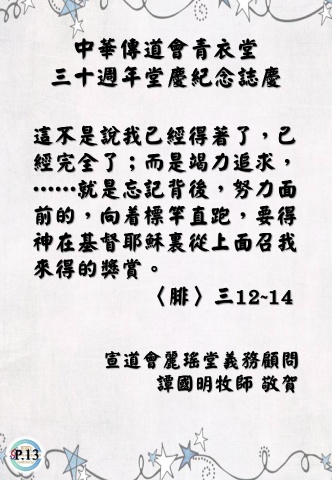 中華傳道會青衣堂
三十週年堂慶紀念誌慶
這不是說我已經得著了，已
經完全了；而是竭力追求，
……就是忘記背後，努力面
前的，向着標竿直跑，要得
神在基督耶穌裏從上面召我
來得的獎賞。
〈腓〉三12~14
宣道會麗瑤堂義務顧問
譚國明牧師 敬賀
P.13